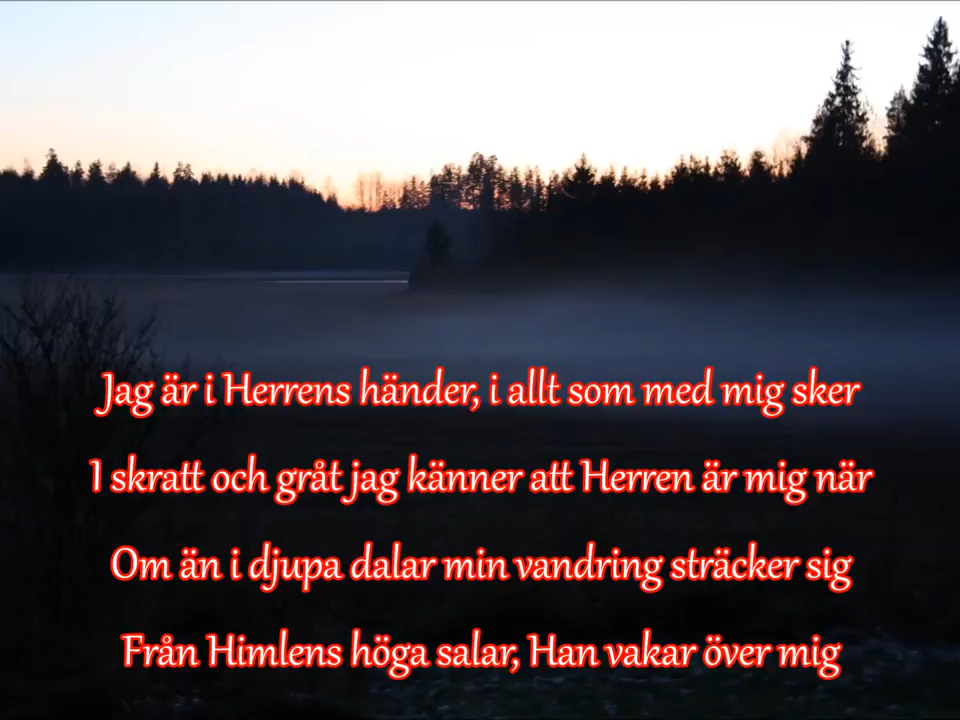 Jag är i Herrens händer, i allt som med mig sker
I skratt och gråt jag känner att Herren är mig när
Om än i djupa dalar min vandring sträcker sig
Från Himlens höga salar, Han vakar över mig